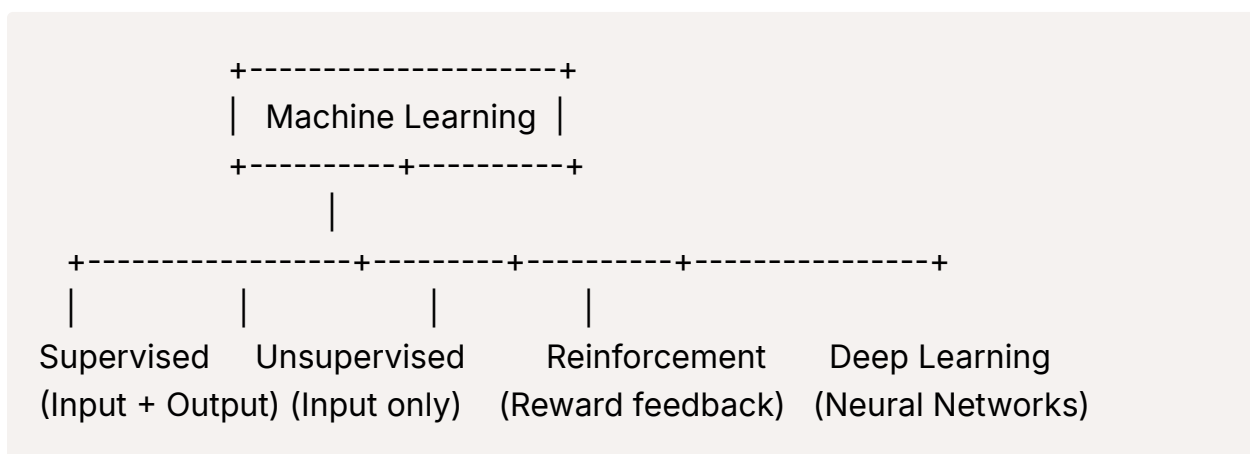 +---------------------+
|   Machine Learning  |
+----------+----------+
|
+------------------+---------+----------+----------------+
|                  |                  |                |
Supervised     Unsupervised        Reinforcement      Deep Learning
(Input + Output) (Input only)    (Reward feedback)   (Neural Networks)